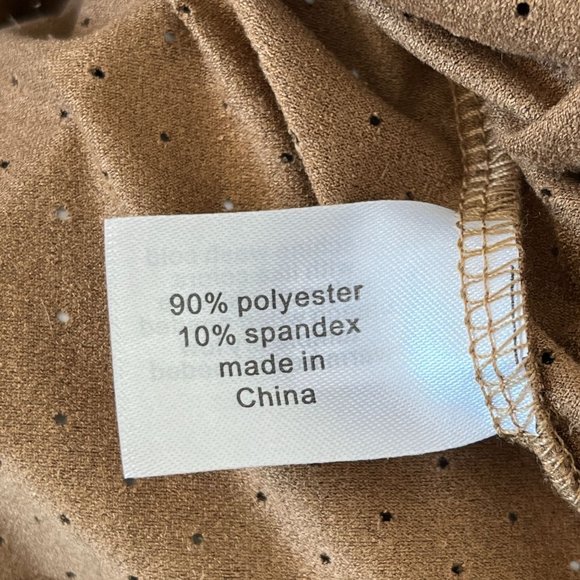 90% polyester
10% spandex
made in
China